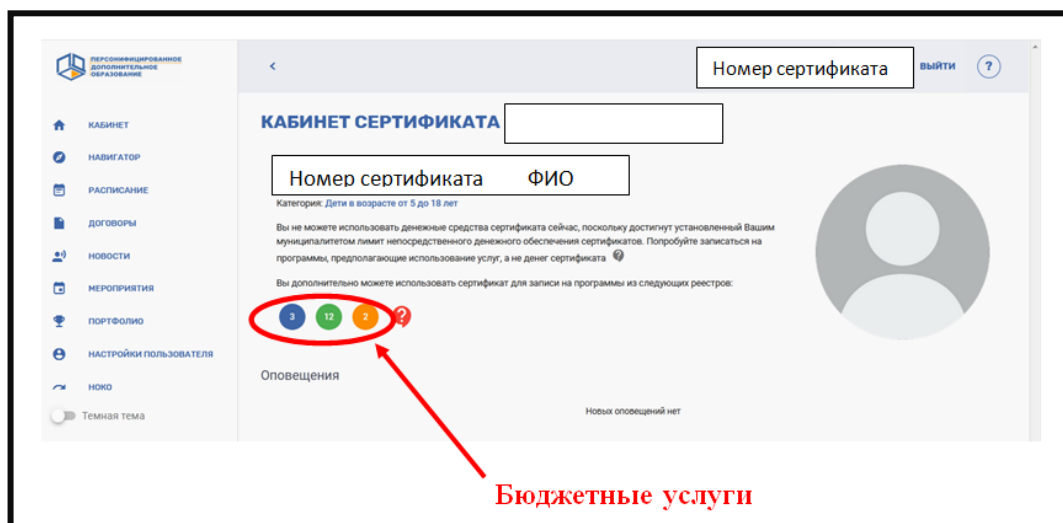 ПЕРСОНИФИЦИРОВАННОЕ
ДОПОЛНИТЕЛЬНОЕ
ОБРАЗОВАНИЕ
Номер сертификата
ВЫЙТИ
?
КАБИНЕТ
НАВИГАТОР
РАСПИСАНИЕ
ДОГОВОРЫ
НОВОСТИ
МЕРОПРИЯТИЯ
ПОРТФОЛИО
НАСТРОЙКИ ПОЛЬЗОВАТЕЛЯ
НОКО
Темная тема
КАБИНЕТ СЕРТИФИКАТА
Номер сертификата ФИО
Категория: Дети в возрасте от 5 до 18 лет
Вы не можете использовать денежные средства сертификата сейчас, поскольку достигнут установленный Вашим
муниципалитетом лимит непосредственного денежного обеспечения сертификатов. Попробуйте записаться на
программы, предполагающие использование услуг, а не денег сертификата ?
Вы дополнительно можете использовать сертификат для записи на программы из следующих реестров:
3 12 2 ?
Оповещения
Новых оповещений нет
Бюджетные услуги